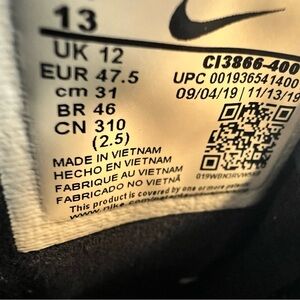 13
UK 12
EUR 47.5
cm 31
BR 46
CN 310
(2.5)
CI3866-400
UPC 001936541400
09/04/19 | 11/13/19
MADE IN VIETNAM
HECHO EN VIETNAM
FABRIQUE AU VIETNAM
FABRICADO NO VIETNÃ
This product is covered by one or more